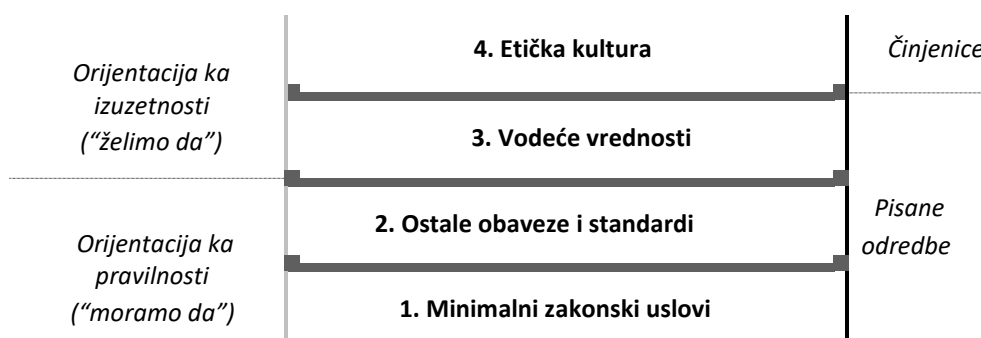 4. Etička kultura
Činjenice
Orijentacija ka
izuzetnosti
(“želimo da”)
3. Vodeće vrednosti
2. Ostale obaveze i standardi
Pisane
odredbe
Orijentacija ka
pravilnosti
(“moramo da”)
1. Minimalni zakonski uslovi